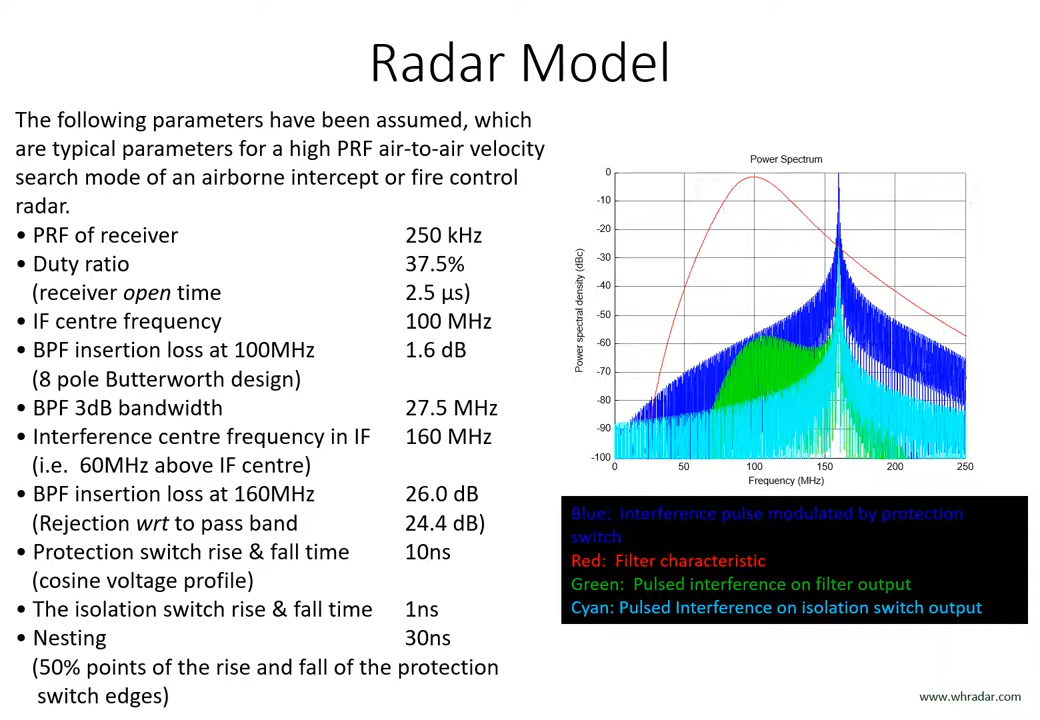 Radar Model
The following parameters have been assumed, which
are typical parameters for a high PRF air-to-air velocity
search mode of an airborne intercept or fire control
radar.
• PRF of receiver 250 kHz
• Duty ratio 37.5%
(receiver open time 2.5 µs)
• IF centre frequency 100 MHz
• BPF insertion loss at 100MHz 1.6 dB
(8 pole Butterworth design)
• BPF 3dB bandwidth 27.5 MHz
• Interference centre frequency in IF 160 MHz
(i.e. 60MHz above IF centre)
• BPF insertion loss at 160MHz 26.0 dB
(Rejection wrt to pass band 24.4 dB)
• Protection switch rise & fall time 10ns
(cosine voltage profile)
• The isolation switch rise & fall time 1ns
• Nesting 30ns
(50% points of the rise and fall of the protection
switch edges)
Power Spectrum
Power spectral density (dBc)
0
-10
-20
-30
-40
-50
-60
-70
-80
-90
-100
0 50 100 150 200 250
Frequency (MHz)
Blue: Interference pulse modulated by protection
switch
Red: Filter characteristic
Green: Pulsed interference on filter output
Cyan: Pulsed Interference on isolation switch output
www.whradar.com